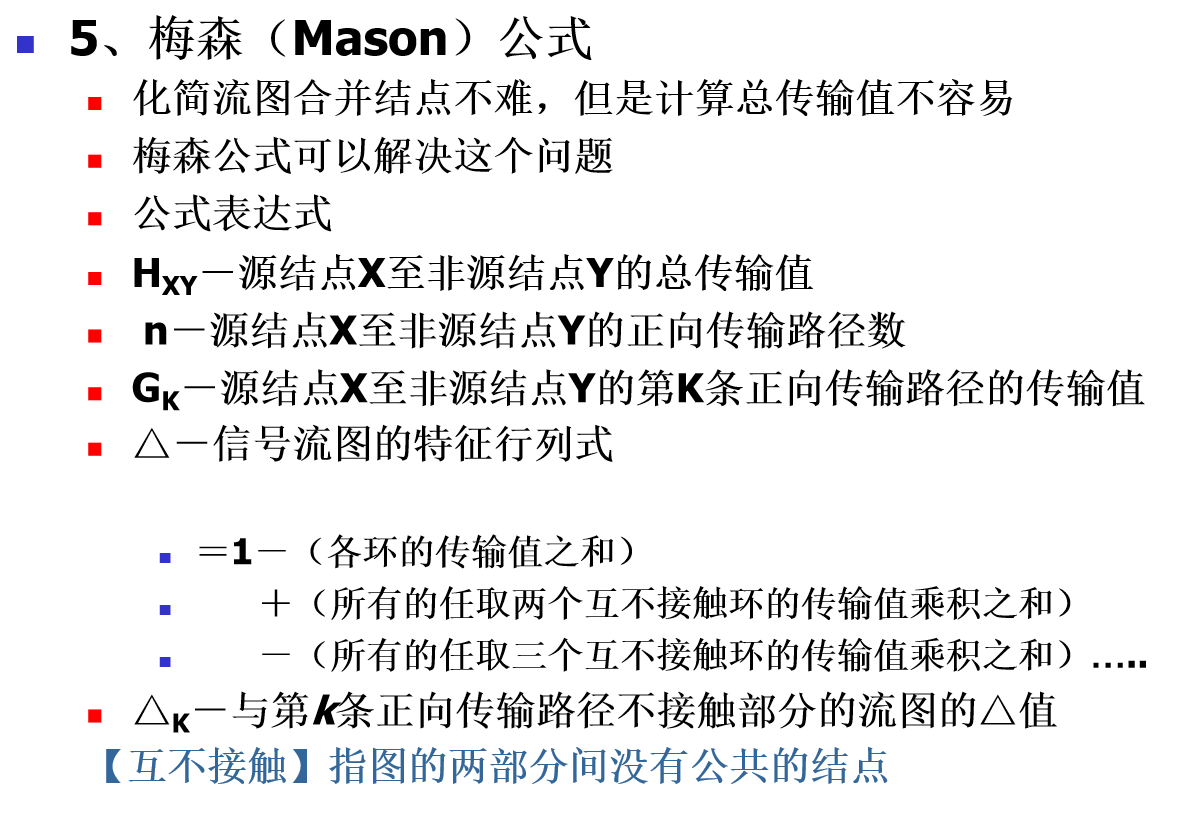 5、梅森（Mason）公式
化简流图合并结点不难，但是计算总传输值不容易
梅森公式可以解决这个问题
公式表达式
HXY－源结点X至非源结点Y的总传输值
n－源结点X至非源结点Y的正向传输路径数
GK－源结点X至非源结点Y的第K条正向传输路径的传输值
△－信号流图的特征行列式
＝1－（各环的传输值之和）
＋（所有的任取两个互不接触环的传输值乘积之和）
－（所有的任取三个互不接触环的传输值乘积之和）…..
△K－与第k条正向传输路径不接触部分的流图的△值
【互不接触】指图的两部分间没有公共的结点